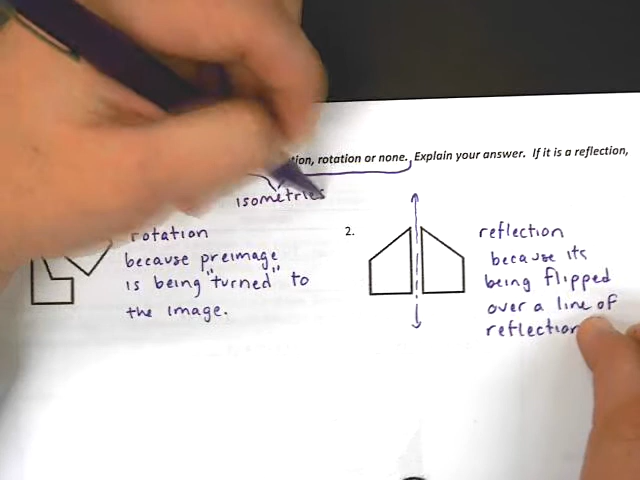 tion, rotation or none. Explain your answer. If it is a reflection,
isometries
rotation
because preimage
is being "turned" to
the image.
2.
reflection
because its
being flipped
over a line of
reflection